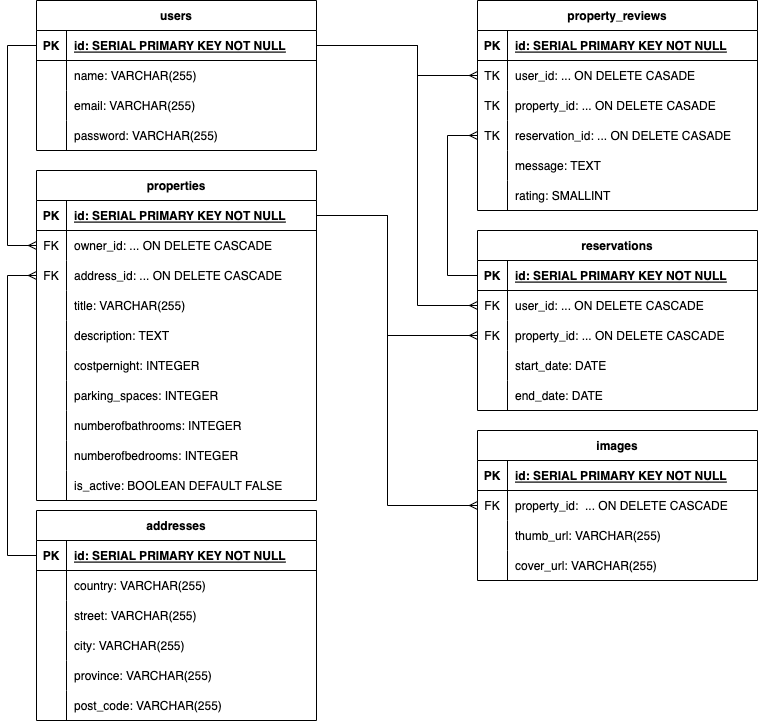 users
PK id: SERIAL PRIMARY KEY NOT NULL
name: VARCHAR(255)
email: VARCHAR(255)
password: VARCHAR(255)
properties
PK id: SERIAL PRIMARY KEY NOT NULL
FK owner_id: ... ON DELETE CASCADE
FK address_id: ... ON DELETE CASCADE
title: VARCHAR(255)
description: TEXT
costpernight: INTEGER
parking_spaces: INTEGER
numberofbathrooms: INTEGER
numberofbedrooms: INTEGER
is_active: BOOLEAN DEFAULT FALSE
addresses
PK id: SERIAL PRIMARY KEY NOT NULL
country: VARCHAR(255)
street: VARCHAR(255)
city: VARCHAR(255)
province: VARCHAR(255)
post_code: VARCHAR(255)
property_reviews
PK id: SERIAL PRIMARY KEY NOT NULL
TK user_id: ... ON DELETE CASADE
TK property_id: ... ON DELETE CASADE
TK reservation_id: ... ON DELETE CASADE
message: TEXT
rating: SMALLINT
reservations
PK id: SERIAL PRIMARY KEY NOT NULL
FK user_id: ... ON DELETE CASCADE
FK property_id: ... ON DELETE CASCADE
start_date: DATE
end_date: DATE
images
PK id: SERIAL PRIMARY KEY NOT NULL
FK property_id:  ... ON DELETE CASCADE
thumb_url: VARCHAR(255)
cover_url: VARCHAR(255)